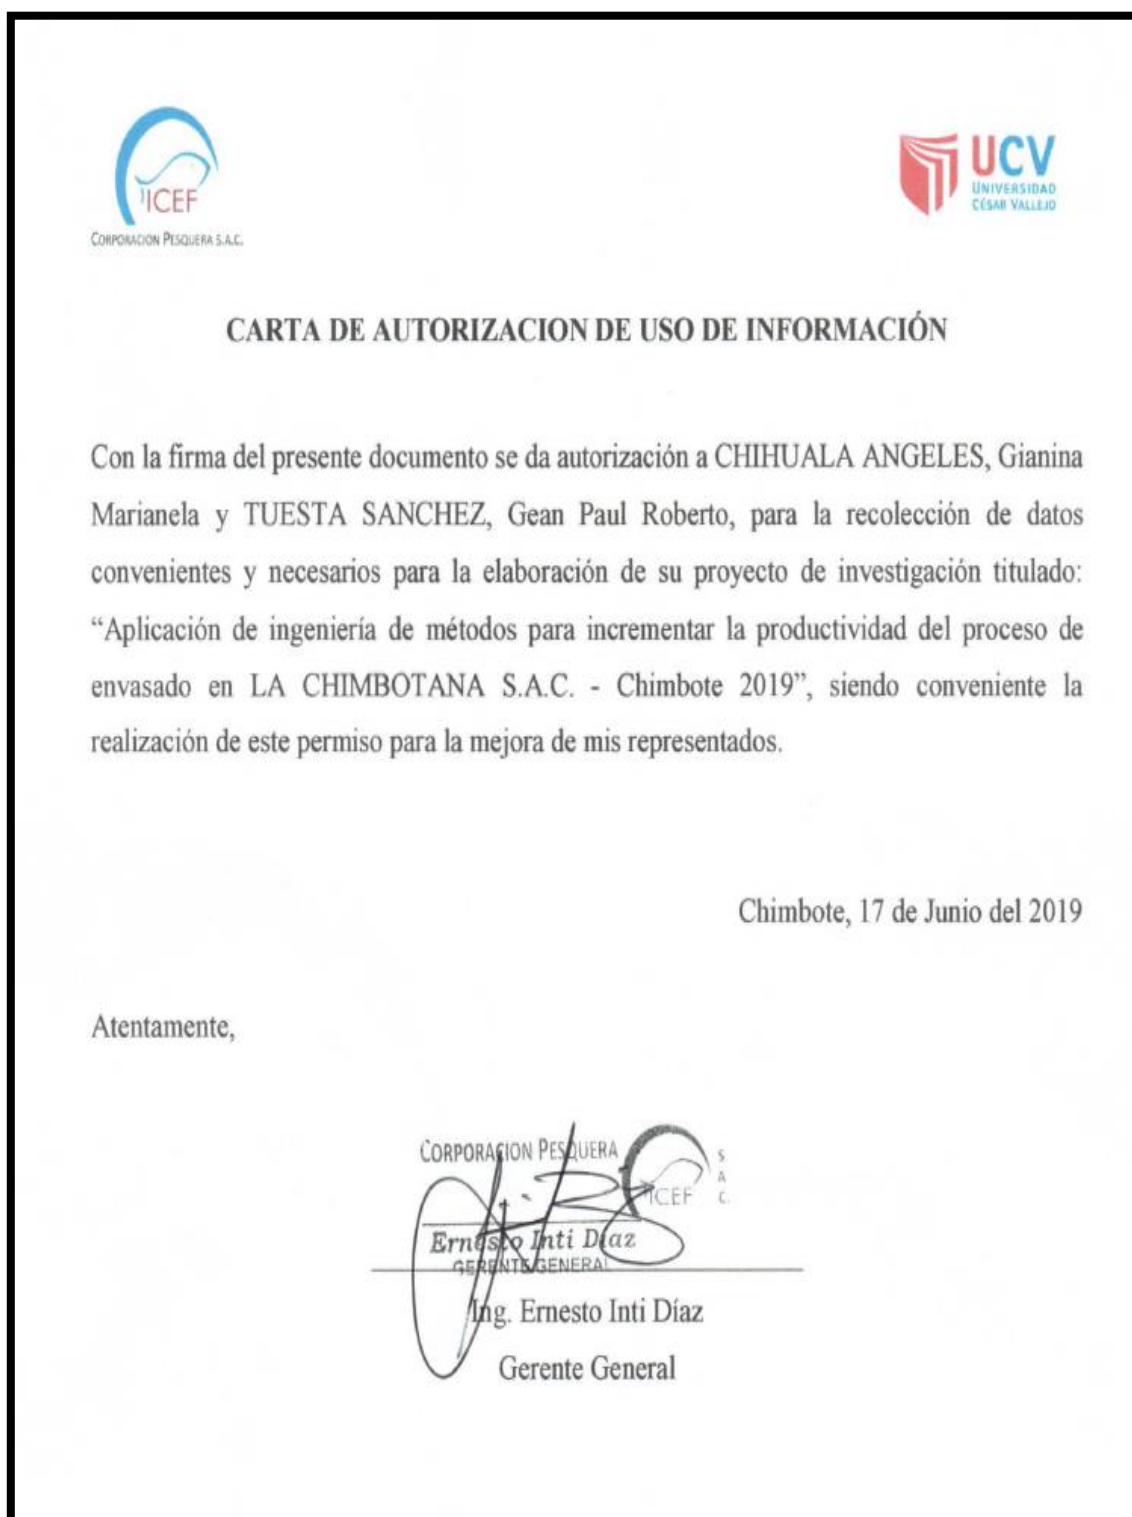 ICEF
CORPORACION PESQUERA S.A.C.
UCV
UNIVERSIDAD
CÉSAR VALLEJO
CARTA DE AUTORIZACION DE USO DE INFORMACIÓN
Con la firma del presente documento se da autorización a CHIHUALA ANGELES, Gianina
Marianela y TUESTA SANCHEZ, Gean Paul Roberto, para la recolección de datos
convenientes y necesarios para la elaboración de su proyecto de investigación titulado:
“Aplicación de ingeniería de métodos para incrementar la productividad del proceso de
envasado en LA CHIMBOTANA S.A.C. - Chimbote 2019”, siendo conveniente la
realización de este permiso para la mejora de mis representados.
Chimbote, 17 de Junio del 2019
Atentamente,
CORPORACION PESQUERA ICEF S A C.
Ernesto Inti Díaz
GERENTE GENERAL
Ing. Ernesto Inti Díaz
Gerente General